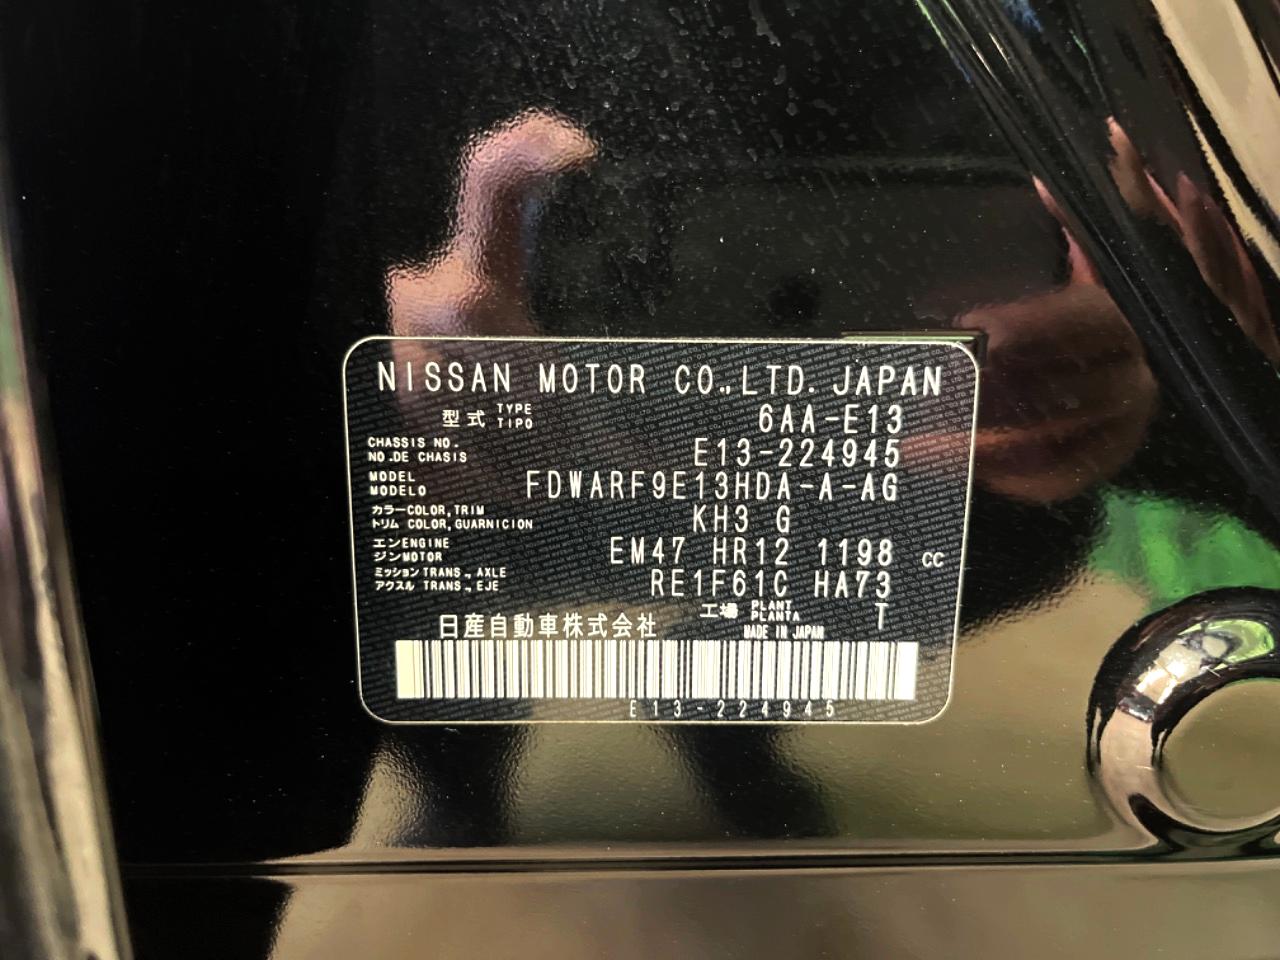 NISSAN MOTOR CO.,LTD. JAPAN
型式 TYPE TIPO 6AA-E13
CHASSIS NO. NO.DE CHASIS E13-224945
MODEL MODELO FDWARF9E13HDA-A-AG
カラー COLOR,TRIM トリム COLOR,GUARNICION KH3 G
エンジン ENGINE MOTOR EM47 HR12 1198 cc
ミッション TRANS., AXLE アクスル TRANS., EJE RE1F61C HA73
工場 PLANT PLANTA T
日産自動車株式会社 MADE IN JAPAN
E13-224945